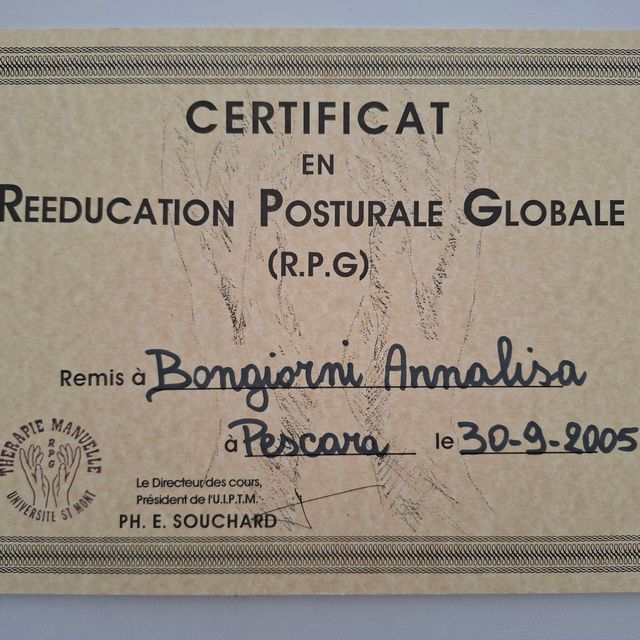 CERTIFICAT
EN
REEDUCATION POSTURALE GLOBALE
(R.P.G)
Remis à Bongiorni Annalisa
à Pescara le 30-9-2005
THERAPIE MANUELLE
RPG
UNIVERSITE ST MONT
Le Directeur des cours,
Président de l'U.I.P.T.M.
PH. E. SOUCHARD